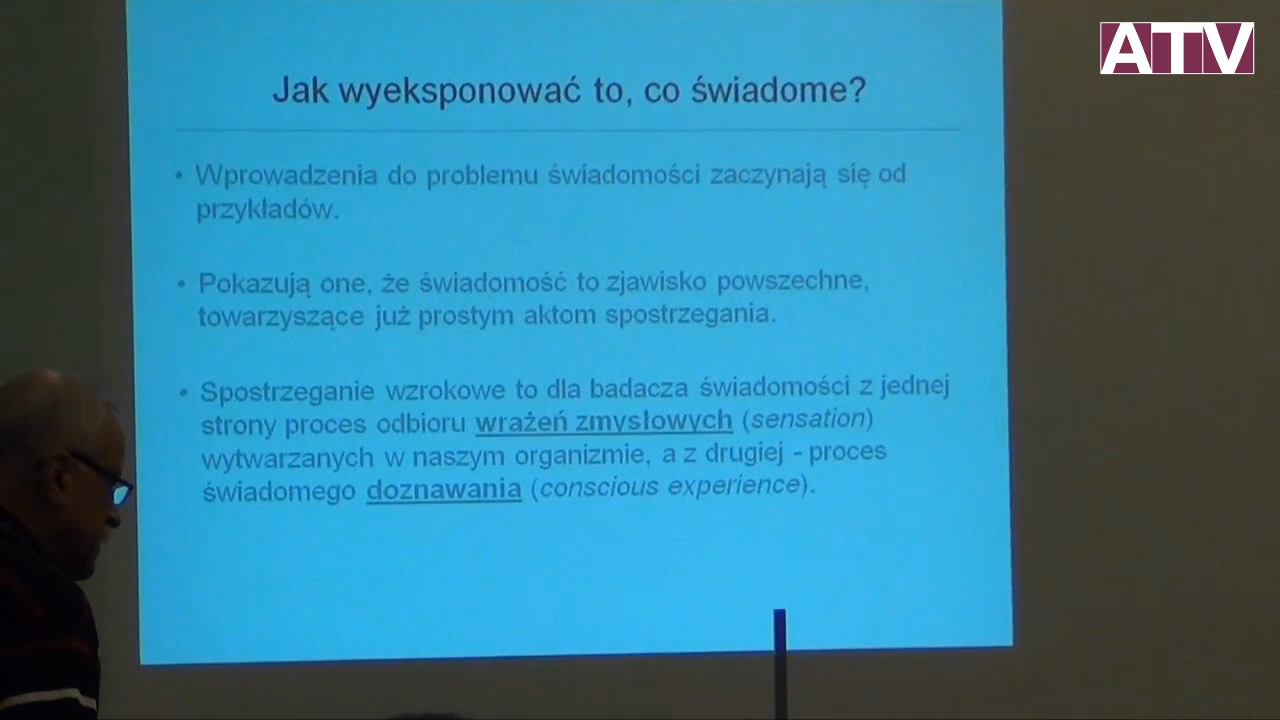 ATV
Jak wyeksponować to, co świadome?
• Wprowadzenia do problemu świadomości zaczynają się od
przykładów.
• Pokazują one, że świadomość to zjawisko powszechne,
towarzyszące już prostym aktom spostrzegania.
• Spostrzeganie wzrokowe to dla badacza świadomości z jednej
strony proces odbioru wrażeń zmysłowych (sensation)
wytwarzanych w naszym organizmie, a z drugiej - proces
świadomego doznawania (conscious experience).